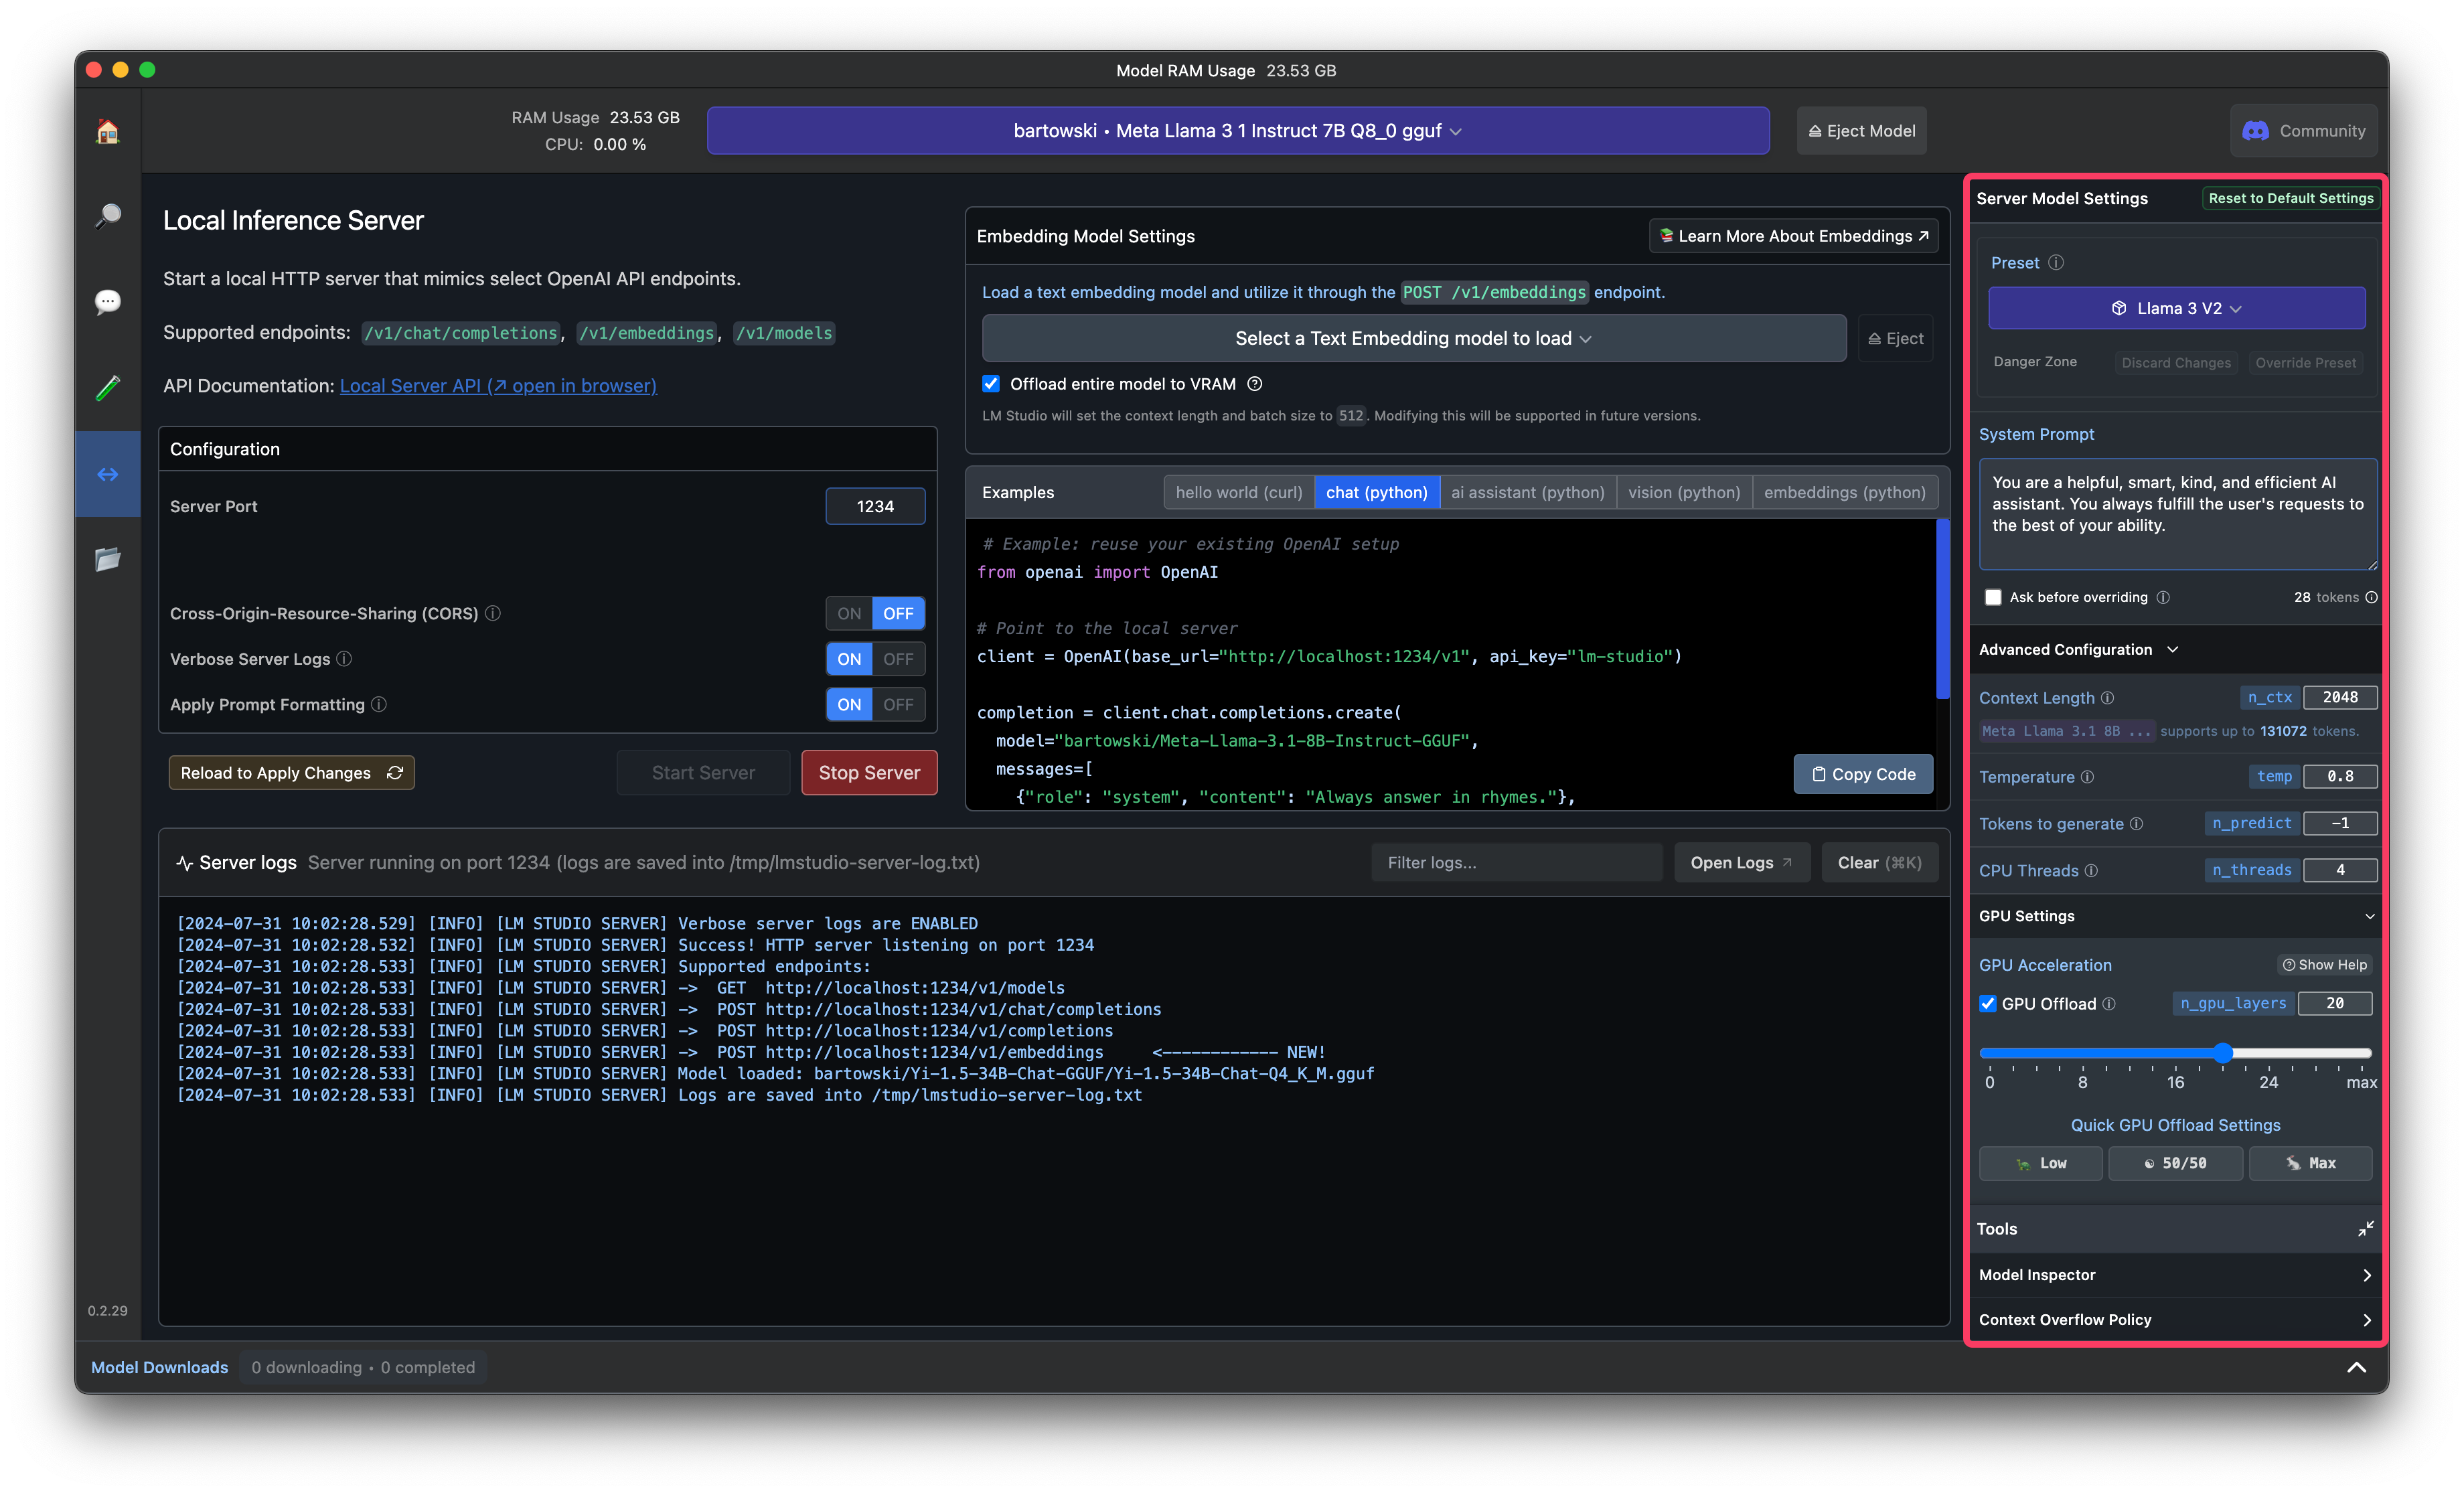 Model RAM Usage 23.53 GB
RAM Usage 23.53 GB
CPU: 0.00 %
bartowski • Meta Llama 3 1 Instruct 7B Q8_0 gguf
Eject Model
Community
Local Inference Server
Start a local HTTP server that mimics select OpenAI API endpoints.
Supported endpoints: /v1/chat/completions, /v1/embeddings, /v1/models
API Documentation: Local Server API (↗ open in browser)
Configuration
Server Port 1234
Cross-Origin-Resource-Sharing (CORS) ON OFF
Verbose Server Logs ON OFF
Apply Prompt Formatting ON OFF
Reload to Apply Changes
Start Server
Stop Server
Embedding Model Settings
Learn More About Embeddings ↗
Load a text embedding model and utilize it through the POST /v1/embeddings endpoint.
Select a Text Embedding model to load
Eject
Offload entire model to VRAM
LM Studio will set the context length and batch size to 512. Modifying this will be supported in future versions.
Examples
hello world (curl) chat (python) ai assistant (python) vision (python) embeddings (python)
# Example: reuse your existing OpenAI setup
from openai import OpenAI
# Point to the local server
client = OpenAI(base_url="http://localhost:1234/v1", api_key="lm-studio")
completion = client.chat.completions.create(
model="bartowski/Meta-Llama-3.1-8B-Instruct-GGUF",
messages=[
{"role": "system", "content": "Always answer in rhymes."},
Copy Code
Server logs Server running on port 1234 (logs are saved into /tmp/lmstudio-server-log.txt)
Filter logs...
Open Logs ↗
Clear (⌘K)
[2024-07-31 10:02:28.529] [INFO] [LM STUDIO SERVER] Verbose server logs are ENABLED
[2024-07-31 10:02:28.532] [INFO] [LM STUDIO SERVER] Success! HTTP server listening on port 1234
[2024-07-31 10:02:28.533] [INFO] [LM STUDIO SERVER] Supported endpoints:
[2024-07-31 10:02:28.533] [INFO] [LM STUDIO SERVER] -> GET http://localhost:1234/v1/models
[2024-07-31 10:02:28.533] [INFO] [LM STUDIO SERVER] -> POST http://localhost:1234/v1/chat/completions
[2024-07-31 10:02:28.533] [INFO] [LM STUDIO SERVER] -> POST http://localhost:1234/v1/completions
[2024-07-31 10:02:28.533] [INFO] [LM STUDIO SERVER] -> POST http://localhost:1234/v1/embeddings <------------ NEW!
[2024-07-31 10:02:28.533] [INFO] [LM STUDIO SERVER] Model loaded: bartowski/Yi-1.5-34B-Chat-GGUF/Yi-1.5-34B-Chat-Q4_K_M.gguf
[2024-07-31 10:02:28.533] [INFO] [LM STUDIO SERVER] Logs are saved into /tmp/lmstudio-server-log.txt
Server Model Settings
Reset to Default Settings
Preset
Llama 3 V2
Danger Zone Discard Changes Override Preset
System Prompt
You are a helpful, smart, kind, and efficient AI
assistant. You always fulfill the user's requests to
the best of your ability.
Ask before overriding 28 tokens
Advanced Configuration
Context Length n_ctx 2048
Meta Llama 3.1 8B ... supports up to 131072 tokens.
Temperature temp 0.8
Tokens to generate n_predict -1
CPU Threads n_threads 4
GPU Settings
GPU Acceleration Show Help
GPU Offload n_gpu_layers 20
0 8 16 24 max
Quick GPU Offload Settings
Low 50/50 Max
Tools
Model Inspector
Context Overflow Policy
0.2.29
Model Downloads 0 downloading • 0 completed